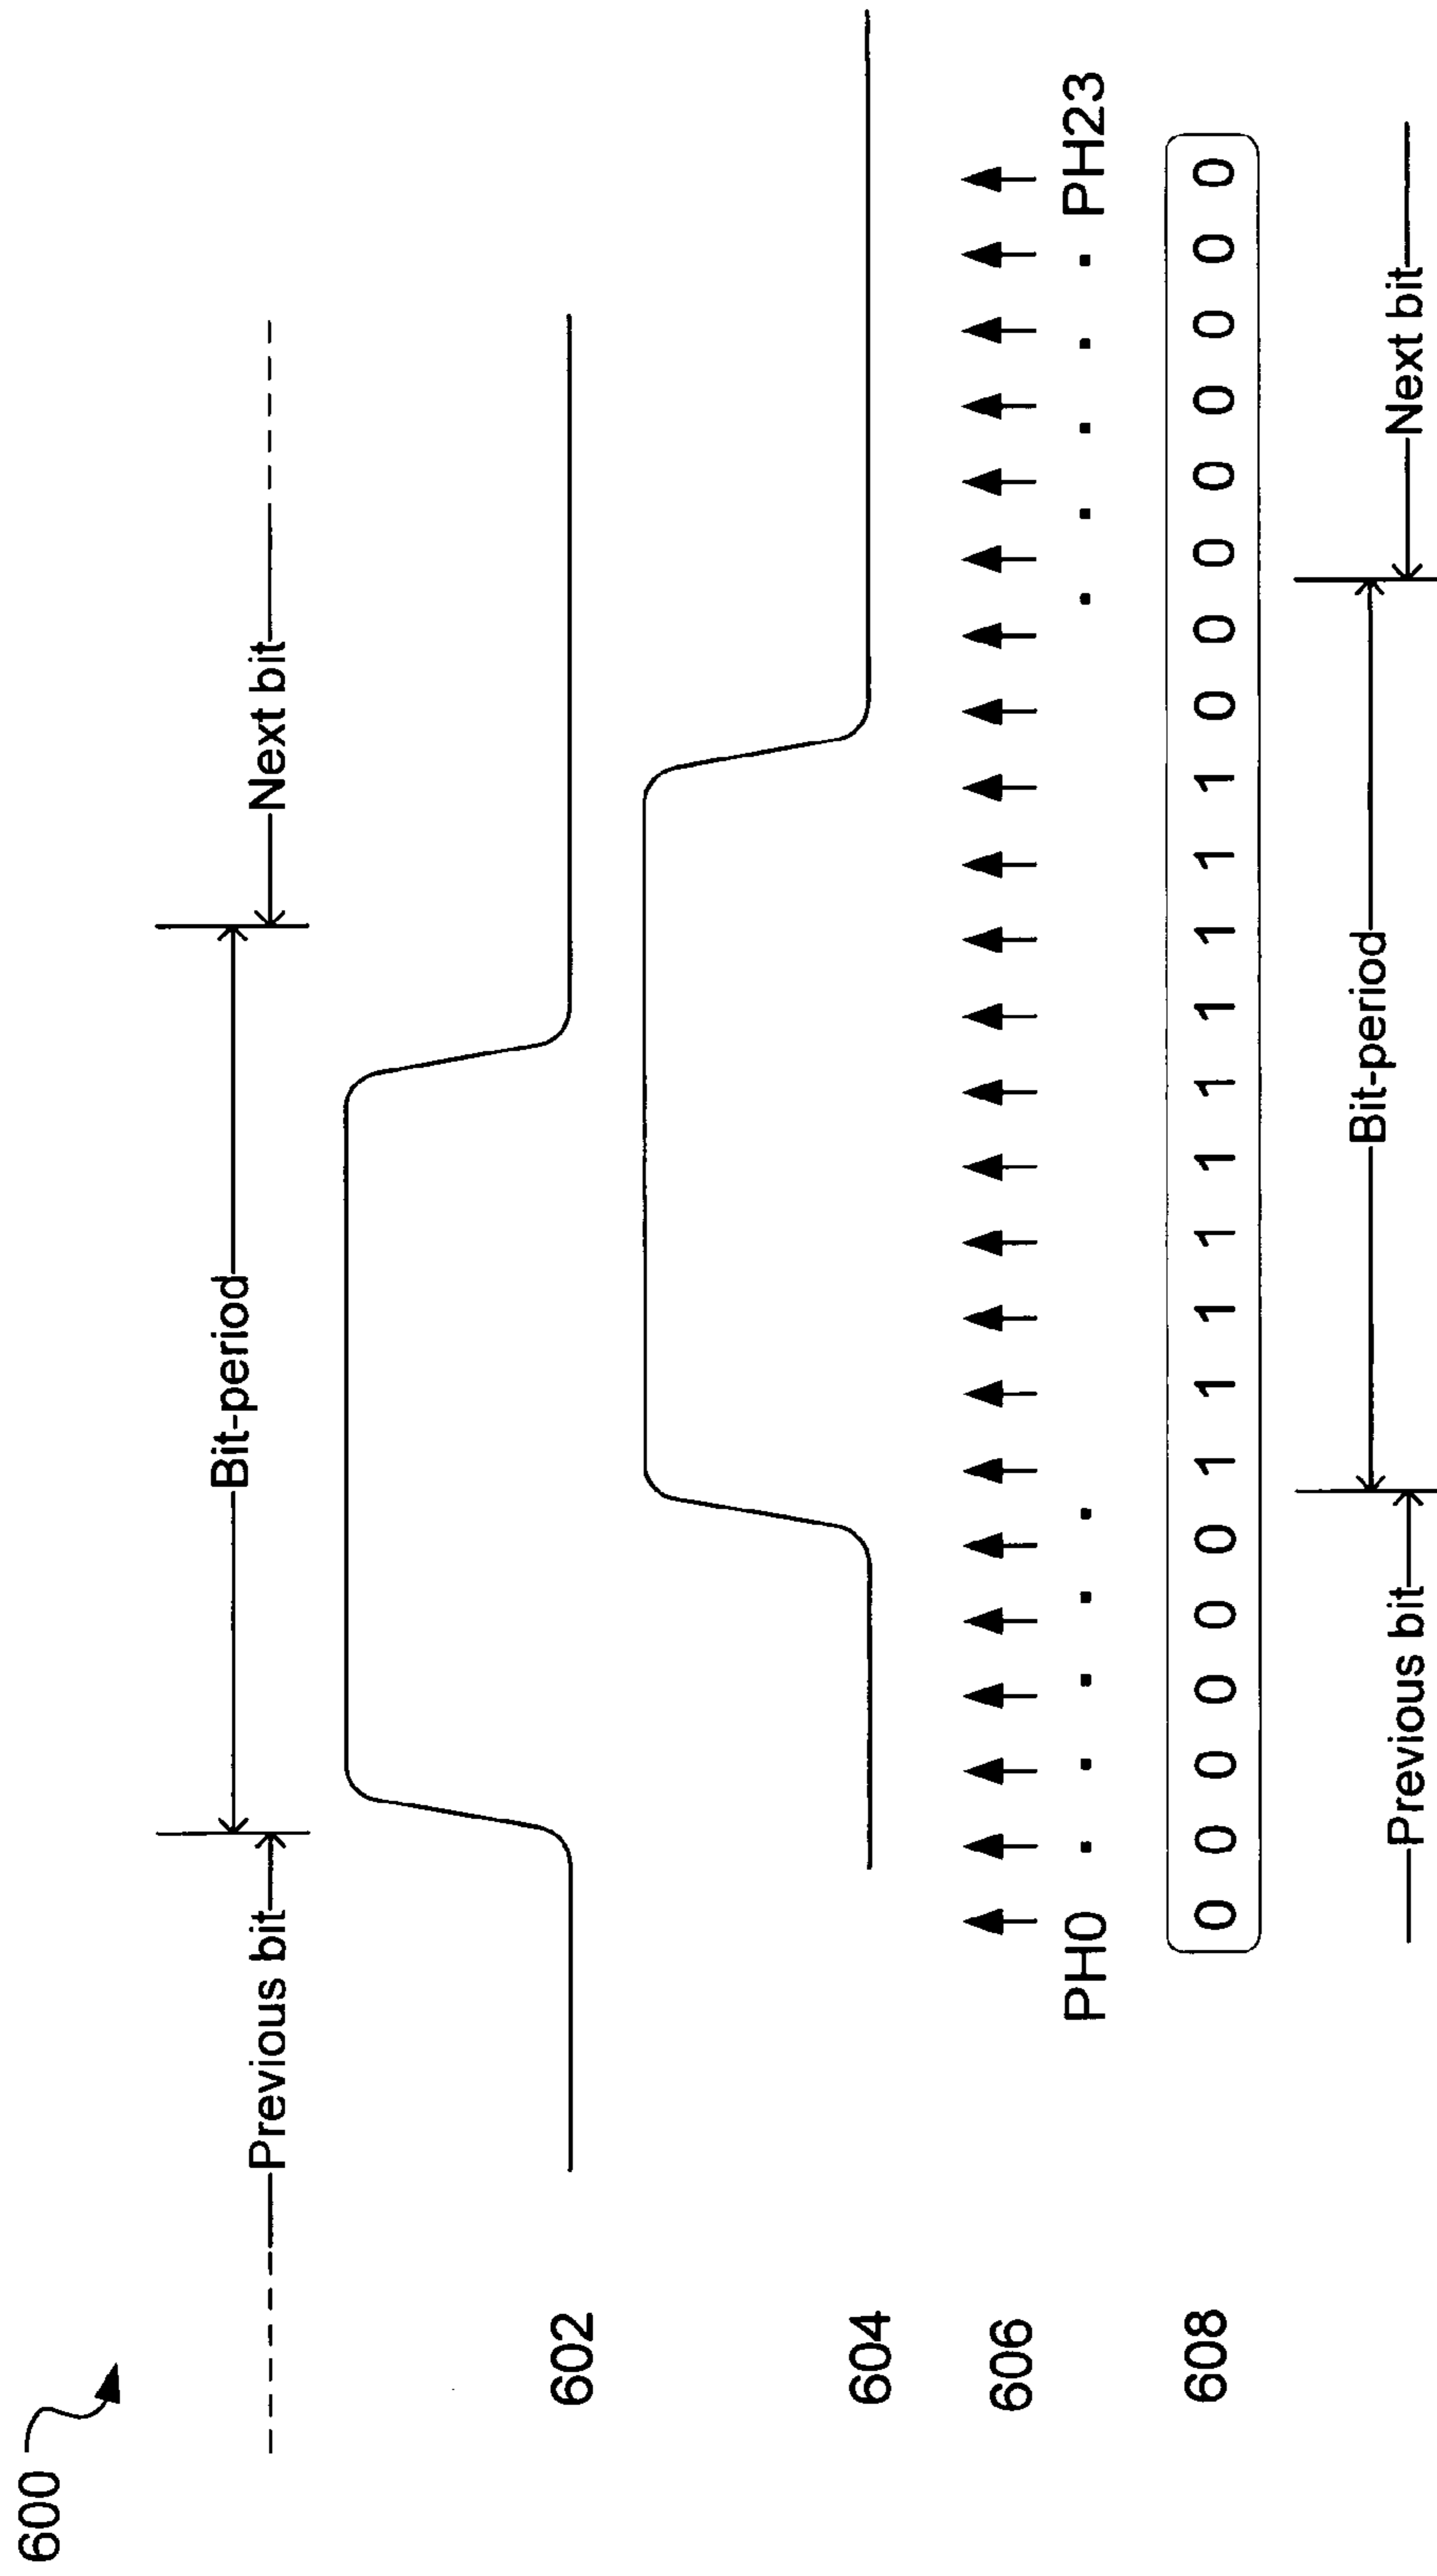 600
Bit-period
Previous bit Next bit
602
604
606
PH0 . . . . . . . . . . PH23
608 0 0 0 0 0 0 1 1 1 1 1 1 1 1 1 1 0 0 0 0 0 0 0 0
Bit-period
Previous bit Next bit